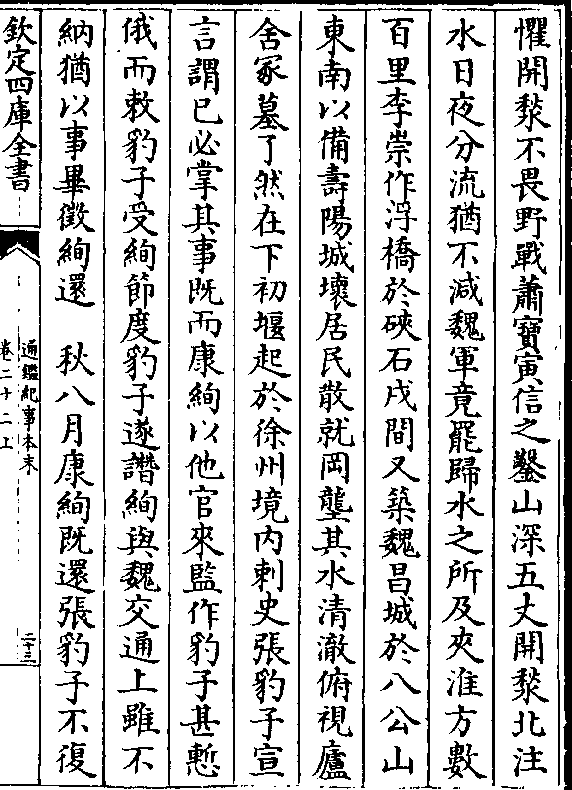 懼開湬不畏野戰蕭寶寅信之鑿山深五丈開湬北注
水日夜分流猶不減魏軍竟罷歸水之所及夾淮方數
百里李崇作浮橋於硤石戍間又築魏昌城於八公山
東南以備壽陽城壞居民散就岡壟其水清澈俯視廬
舍冢墓了然在下初堰起於徐州境内刺史張豹子宣
言謂已必掌其事既而康絢以他官來監作豹子甚慙
俄而敕豹子受絢節度豹子遂譖絢與魏交通上雖不
納猶以事畢徵絢還　秋八月康絢既還張豹子不復
欽定四庫全書
通鑑紀事本末
卷二十二上
二十三